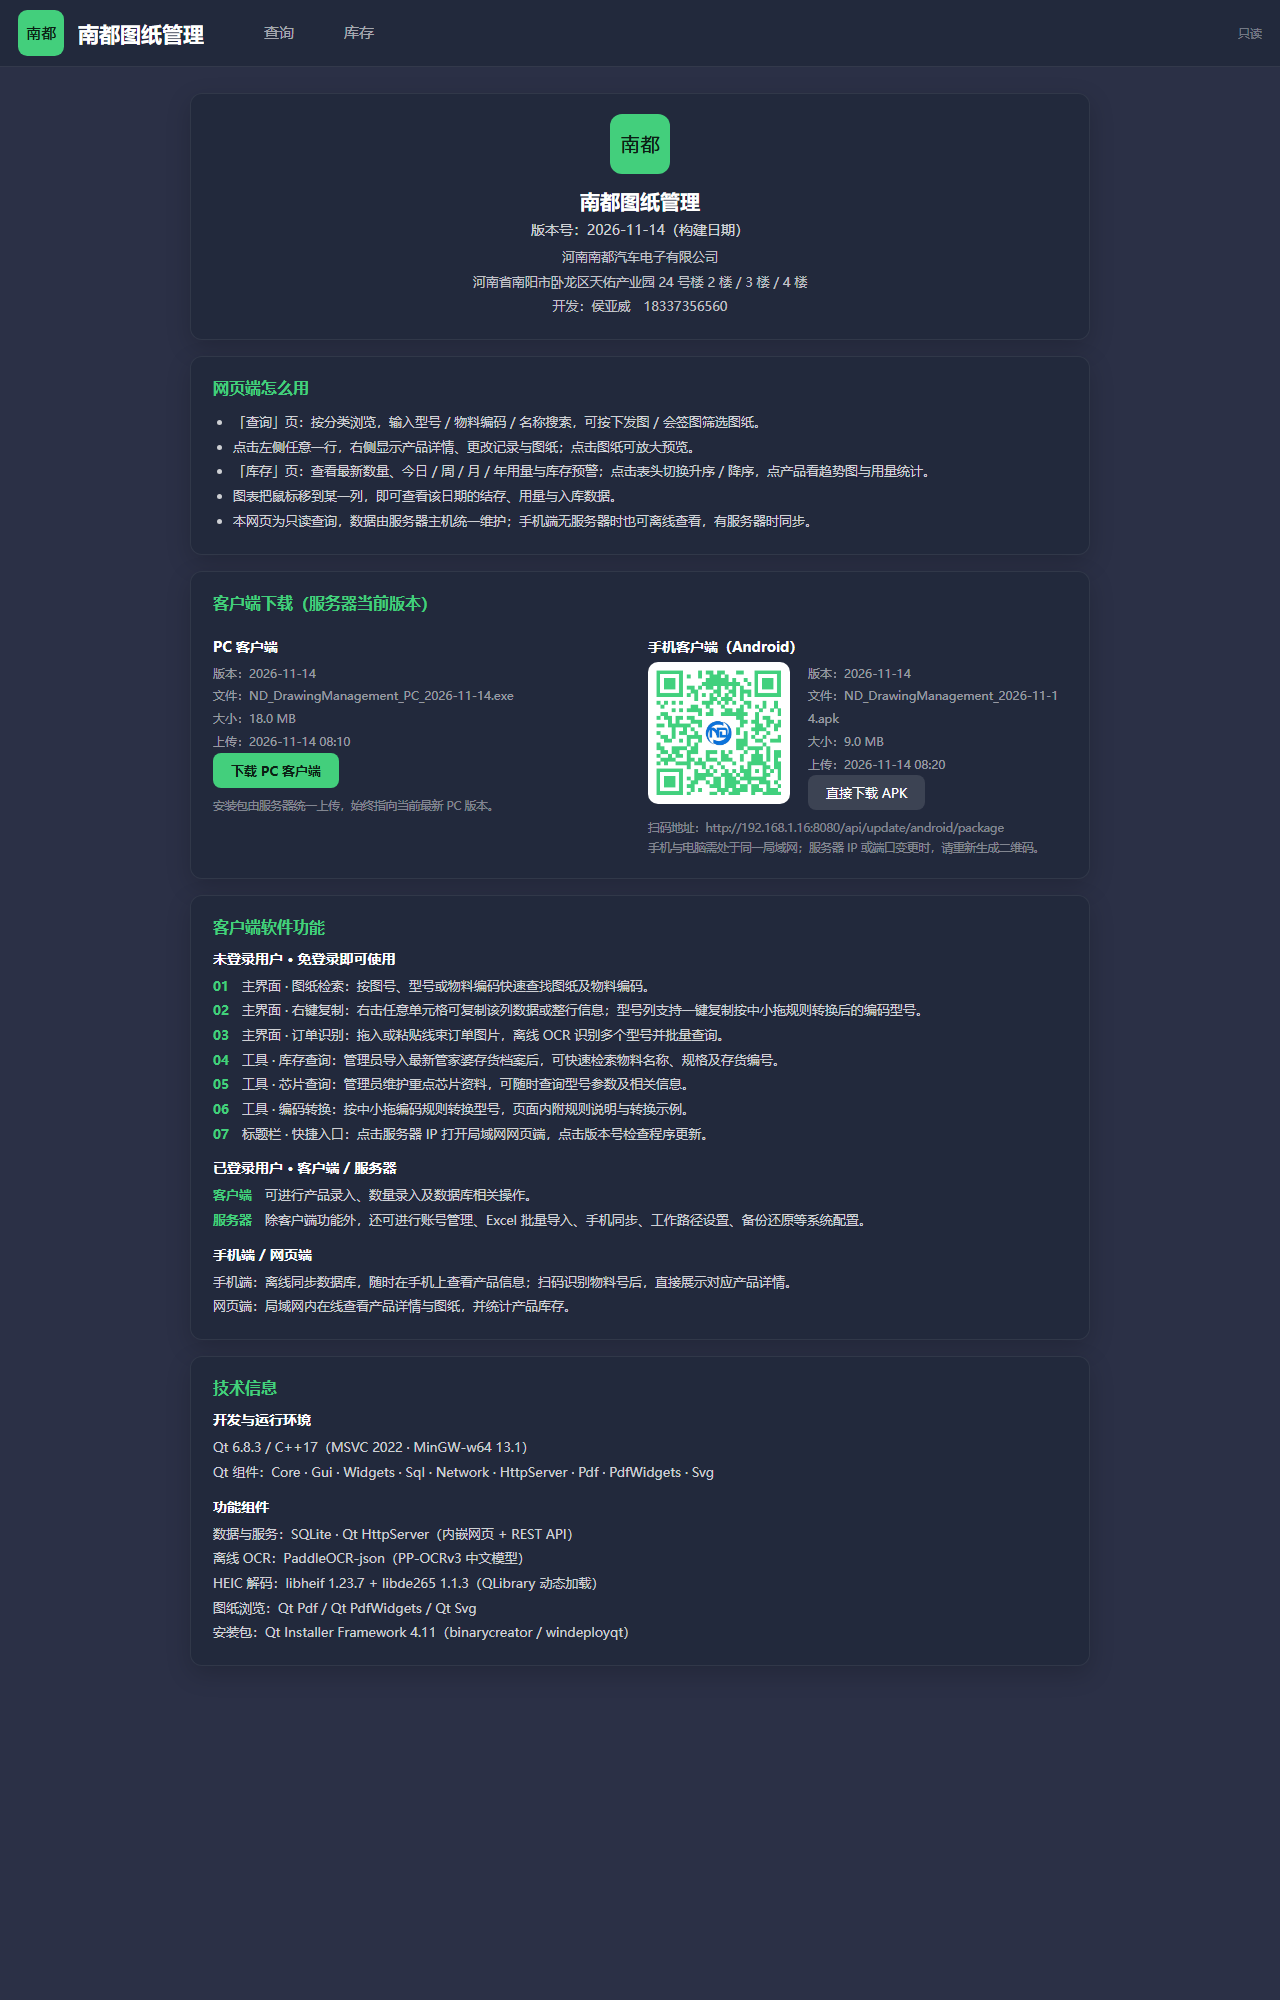 南都
南都图纸管理
查询
库存
只读
南都
南都图纸管理
版本号：2026-11-14（构建日期）
河南南都汽车电子有限公司
河南省南阳市卧龙区天佑产业园 24 号楼 2 楼 / 3 楼 / 4 楼
开发：侯亚威 18337356560
网页端怎么用
• 「查询」页：按分类浏览，输入型号 / 物料编码 / 名称搜索，可按下发图 / 会签图筛选图纸。
• 点击左侧任意一行，右侧显示产品详情、更改记录与图纸；点击图纸可放大预览。
• 「库存」页：查看最新数量、今日 / 周 / 月 / 年用量与库存预警；点击表头切换升序 / 降序，点产品看趋势图与用量统计。
• 图表把鼠标移到某一列，即可查看该日期的结存、用量与入库数据。
• 本网页为只读查询，数据由服务器主机统一维护；手机端无服务器时也可离线查看，有服务器时同步。
客户端下载（服务器当前版本）
PC 客户端
版本：2026-11-14
文件：ND_DrawingManagement_PC_2026-11-14.exe
大小：18.0 MB
上传：2026-11-14 08:10
下载 PC 客户端
安装包由服务器统一上传，始终指向当前最新 PC 版本。
手机客户端（Android）
ND
版本：2026-11-14
文件：ND_DrawingManagement_2026-11-1
4.apk
大小：9.0 MB
上传：2026-11-14 08:20
直接下载 APK
扫码地址：http://192.168.1.16:8080/api/update/android/package
手机与电脑需处于同一局域网；服务器 IP 或端口变更时，请重新生成二维码。
客户端软件功能
未登录用户 • 免登录即可使用
01 主界面 · 图纸检索：按图号、型号或物料编码快速查找图纸及物料编码。
02 主界面 · 右键复制：右击任意单元格可复制该列数据或整行信息；型号列支持一键复制按中小拖规则转换后的编码型号。
03 主界面 · 订单识别：拖入或粘贴线束订单图片，离线 OCR 识别多个型号并批量查询。
04 工具 · 库存查询：管理员导入最新管家婆存货档案后，可快速检索物料名称、规格及存货编号。
05 工具 · 芯片查询：管理员维护重点芯片资料，可随时查询型号参数及相关信息。
06 工具 · 编码转换：按中小拖编码规则转换型号，页面内附规则说明与转换示例。
07 标题栏 · 快捷入口：点击服务器 IP 打开局域网网页端，点击版本号检查程序更新。
已登录用户 • 客户端 / 服务器
客户端 可进行产品录入、数量录入及数据库相关操作。
服务器 除客户端功能外，还可进行账号管理、Excel 批量导入、手机同步、工作路径设置、备份还原等系统配置。
手机端 / 网页端
手机端：离线同步数据库，随时在手机上查看产品信息；扫码识别物料号后，直接展示对应产品详情。
网页端：局域网内在线查看产品详情与图纸，并统计产品库存。
技术信息
开发与运行环境
Qt 6.8.3 / C++17（MSVC 2022 · MinGW-w64 13.1）
Qt 组件：Core · Gui · Widgets · Sql · Network · HttpServer · Pdf · PdfWidgets · Svg
功能组件
数据与服务：SQLite · Qt HttpServer（内嵌网页 + REST API）
离线 OCR：PaddleOCR-json（PP-OCRv3 中文模型）
HEIC 解码：libheif 1.23.7 + libde265 1.1.3（QLibrary 动态加载）
图纸浏览：Qt Pdf / Qt PdfWidgets / Qt Svg
安装包：Qt Installer Framework 4.11（binarycreator / windeployqt）